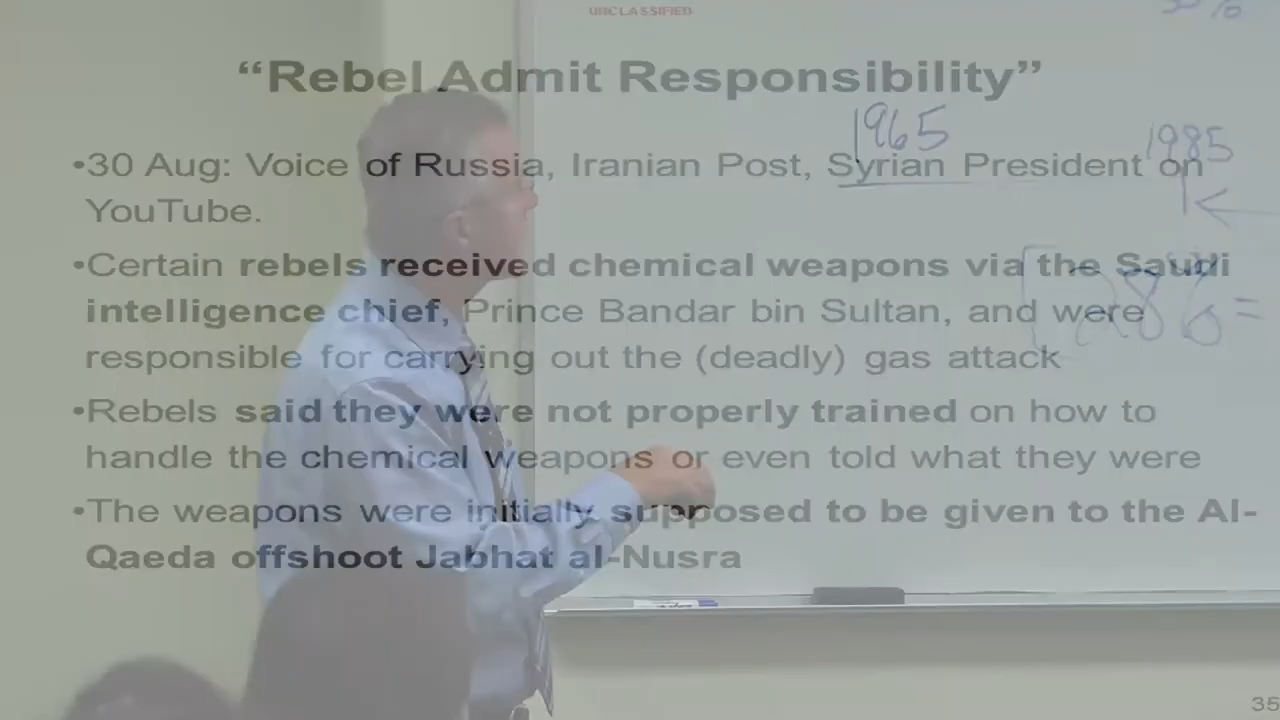 UNCLASSIFIED
“Rebel Admit Responsibility”
1965
1985
•30 Aug: Voice of Russia, Iranian Post, Syrian President on
YouTube.
•Certain rebels received chemical weapons via the Saudi
intelligence chief, Prince Bandar bin Sultan, and were
286 =
responsible for carrying out the (deadly) gas attack
•Rebels said they were not properly trained on how to
handle the chemical weapons or even told what they were
•The weapons were initially supposed to be given to the Al-
Qaeda offshoot Jabhat al-Nusra
35